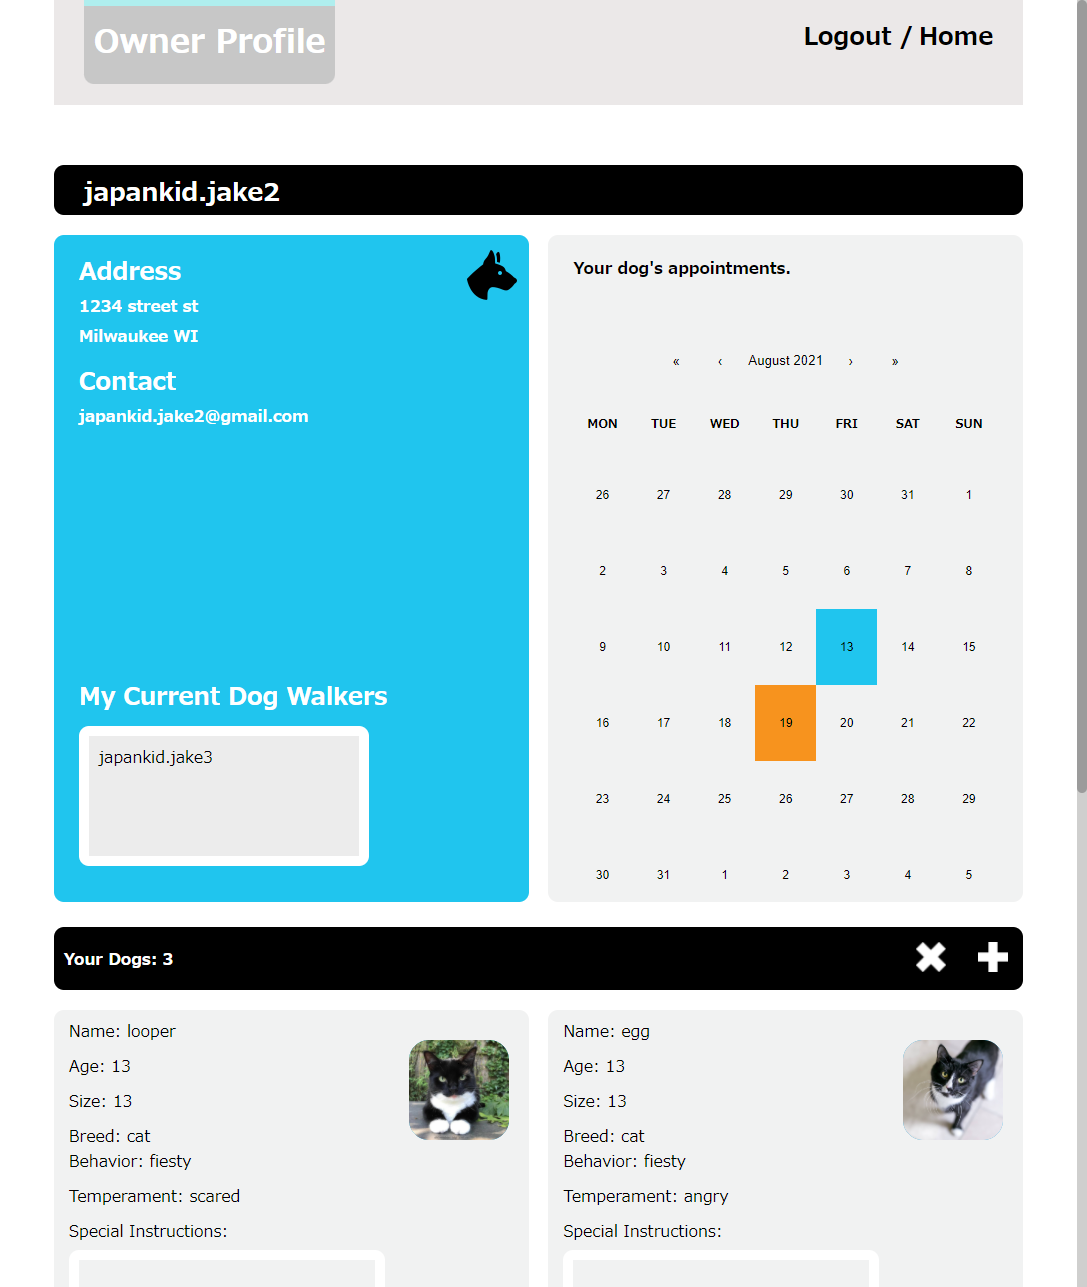 Owner Profile
Logout / Home
japankid.jake2
Address
1234 street st
Milwaukee WI
Contact
japankid.jake2@gmail.com
My Current Dog Walkers
japankid.jake3
Your dog's appointments.
« ‹ August 2021 › »
MON TUE WED THU FRI SAT SUN
26 27 28 29 30 31 1
2 3 4 5 6 7 8
9 10 11 12 13 14 15
16 17 18 19 20 21 22
23 24 25 26 27 28 29
30 31 1 2 3 4 5
Your Dogs: 3
Name: looper
Age: 13
Size: 13
Breed: cat
Behavior: fiesty
Temperament: scared
Special Instructions:
Name: egg
Age: 13
Size: 13
Breed: cat
Behavior: fiesty
Temperament: angry
Special Instructions: